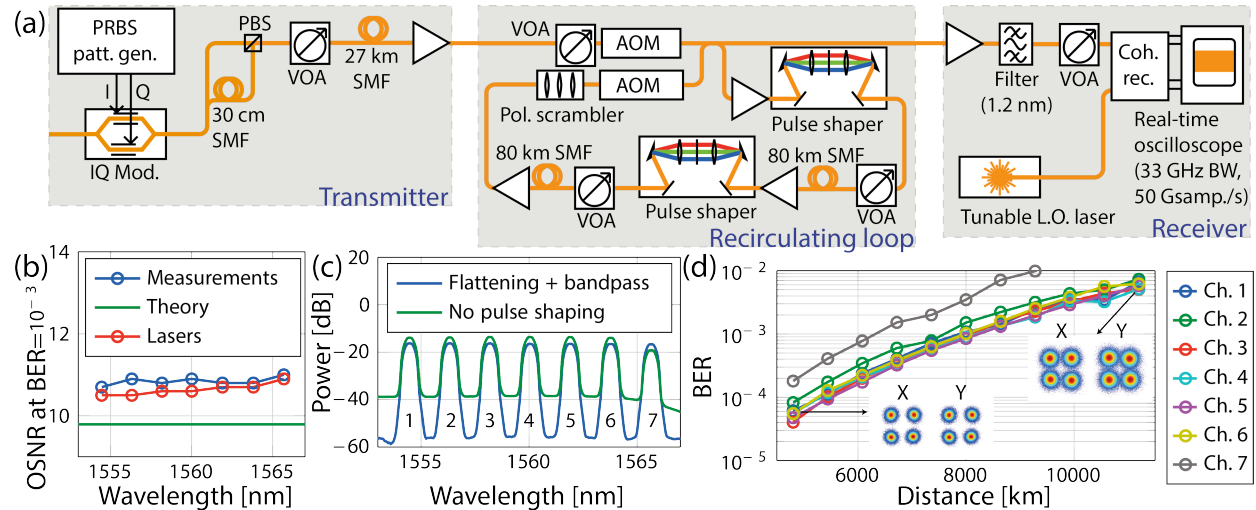 (a)
PRBS
patt. gen.
I
Q
IQ Mod.
PBS
30 cm
SMF
VOA
27 km
SMF
Transmitter
VOA
AOM
AOM
Pol. scrambler
Pulse shaper
80 km SMF
VOA
Pulse shaper
80 km SMF
VOA
Recirculating loop
Filter
(1.2 nm)
VOA
Coh.
rec.
Real-time
oscilloscope
(33 GHz BW,
50 Gsamp./s)
Tunable L.O. laser
Receiver
(b)
OSNR at BER=10⁻³
14
12
10
Measurements
Theory
Lasers
1555
1560
1565
Wavelength [nm]
(c)
Power [dB]
20
0
−20
−40
−60
Flattening + bandpass
No pulse shaping
1 2 3 4 5 6 7
1555
1560
1565
Wavelength [nm]
(d)
BER
10⁻²
10⁻³
10⁻⁴
10⁻⁵
X Y
X Y
6000
8000
10000
Distance [km]
Ch. 1
Ch. 2
Ch. 3
Ch. 4
Ch. 5
Ch. 6
Ch. 7